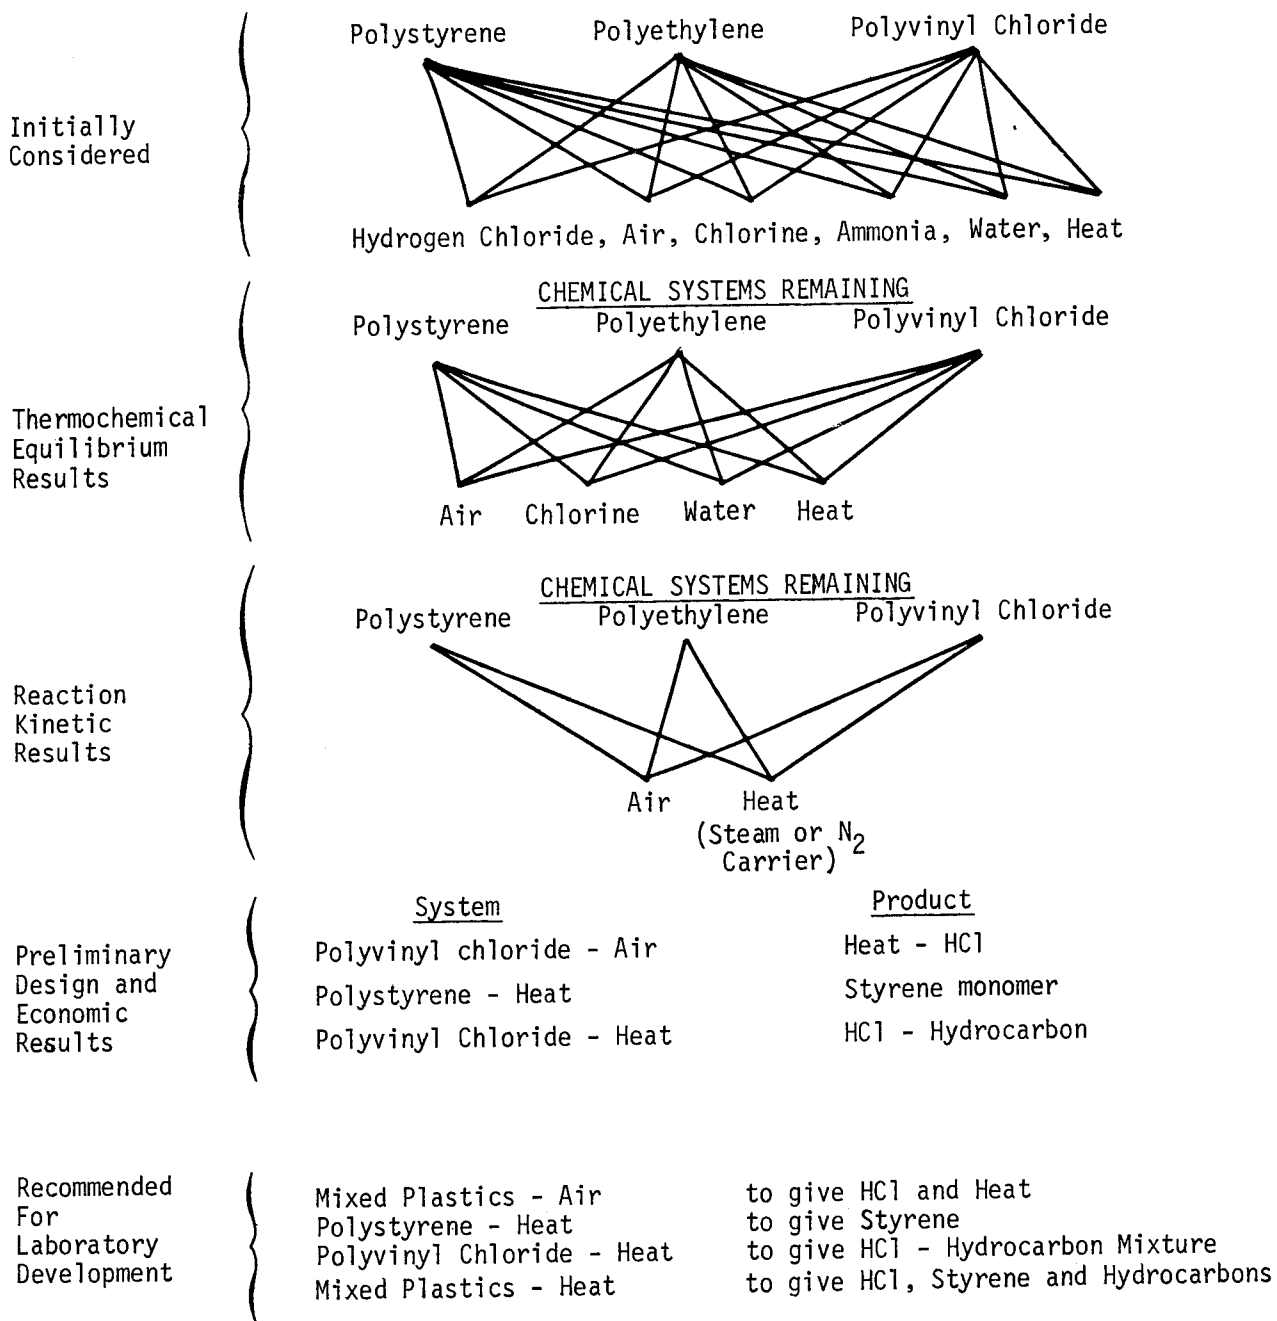 Initially
Considered
Polystyrene Polyethylene Polyvinyl Chloride
Hydrogen Chloride, Air, Chlorine, Ammonia, Water, Heat
Thermochemical
Equilibrium
Results
CHEMICAL SYSTEMS REMAINING
Polystyrene Polyethylene Polyvinyl Chloride
Air Chlorine Water Heat
Reaction
Kinetic
Results
CHEMICAL SYSTEMS REMAINING
Polystyrene Polyethylene Polyvinyl Chloride
Air Heat
(Steam or N2
Carrier)
Preliminary
Design and
Economic
Results
System Product
Polyvinyl chloride - Air Heat - HCl
Polystyrene - Heat Styrene monomer
Polyvinyl Chloride - Heat HCl - Hydrocarbon
Recommended
For
Laboratory
Development
Mixed Plastics - Air to give HCl and Heat
Polystyrene - Heat to give Styrene
Polyvinyl Chloride - Heat to give HCl - Hydrocarbon Mixture
Mixed Plastics - Heat to give HCl, Styrene and Hydrocarbons